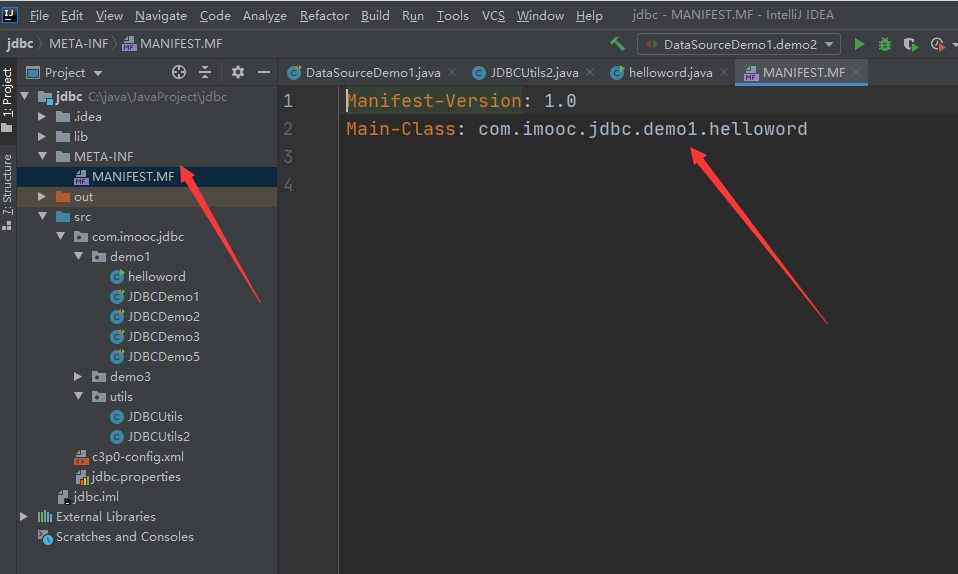 File Edit View Navigate Code Analyze Refactor Build Run Tools VCS Window Help jdbc - MANIFEST.MF - IntelliJ IDEA
jdbc META-INF MANIFEST.MF DataSourceDemo1.demo2
1: Project
7: Structure
Project
jdbc C:\java\JavaProject\jdbc
.idea
lib
META-INF
MANIFEST.MF
out
src
com.imooc.jdbc
demo1
helloword
JDBCDemo1
JDBCDemo2
JDBCDemo3
JDBCDemo5
demo3
utils
JDBCUtils
JDBCUtils2
c3p0-config.xml
jdbc.properties
jdbc.iml
External Libraries
Scratches and Consoles
DataSourceDemo1.java JDBCUtils2.java helloword.java MANIFEST.MF
1 Manifest-Version: 1.0
2 Main-Class: com.imooc.jdbc.demo1.helloword
3
4